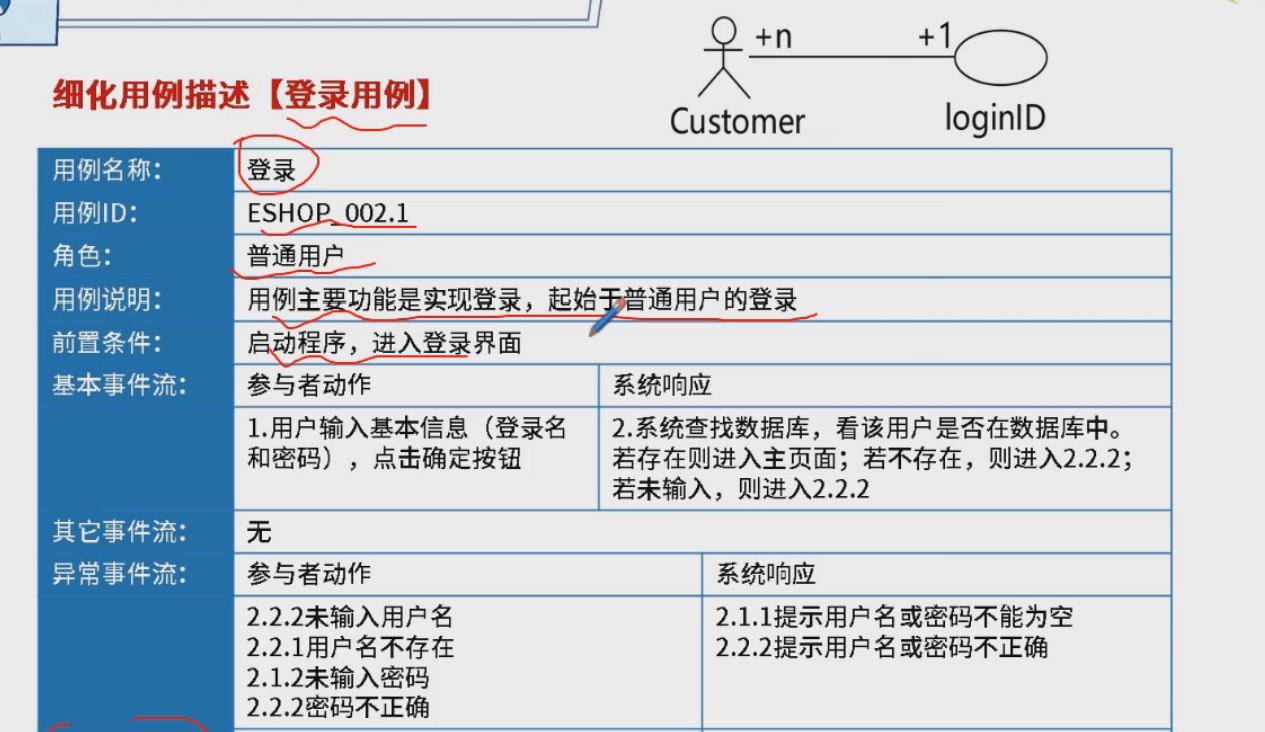 +n
+1
细化用例描述【登录用例】
Customer
loginID
用例名称：
登录
用例ID：
ESHOP_002.1
角色：
普通用户
用例说明：
用例主要功能是实现登录，起始于普通用户的登录
前置条件：
启动程序，进入登录界面
基本事件流：
参与者动作
系统响应
1.用户输入基本信息（登录名
和密码），点击确定按钮
2.系统查找数据库，看该用户是否在数据库中。
若存在则进入主页面；若不存在，则进入2.2.2；
若未输入，则进入2.2.2
其它事件流：
无
异常事件流：
参与者动作
系统响应
2.2.2未输入用户名
2.2.1用户名不存在
2.1.2未输入密码
2.2.2密码不正确
2.1.1提示用户名或密码不能为空
2.2.2提示用户名或密码不正确